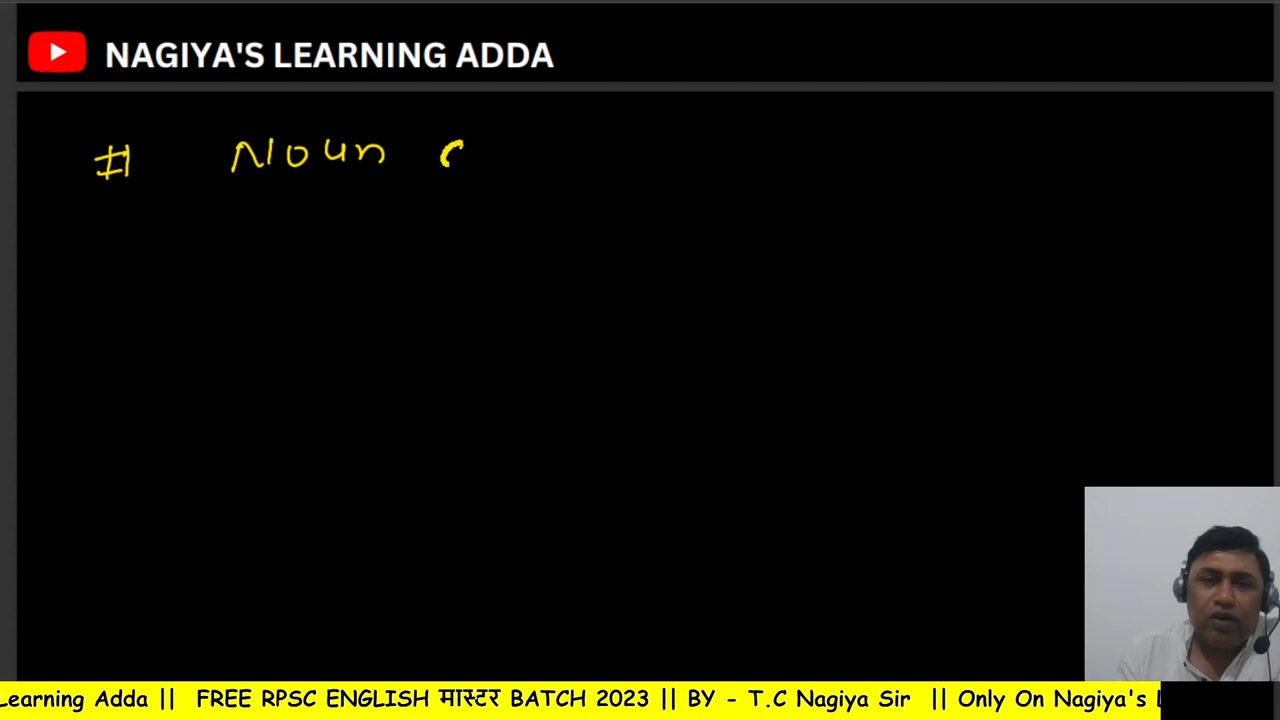 NAGIYA'S LEARNING ADDA
# Noun
Learning Adda || FREE RPSC ENGLISH मास्टर BATCH 2023 || BY - T.C Nagiya Sir || Only On Nagiya's